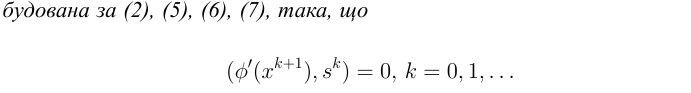 будована за (2), (5), (6), (7), така, що
(ϕ′(x^{k+1}), s^k) = 0, k = 0, 1, . . .